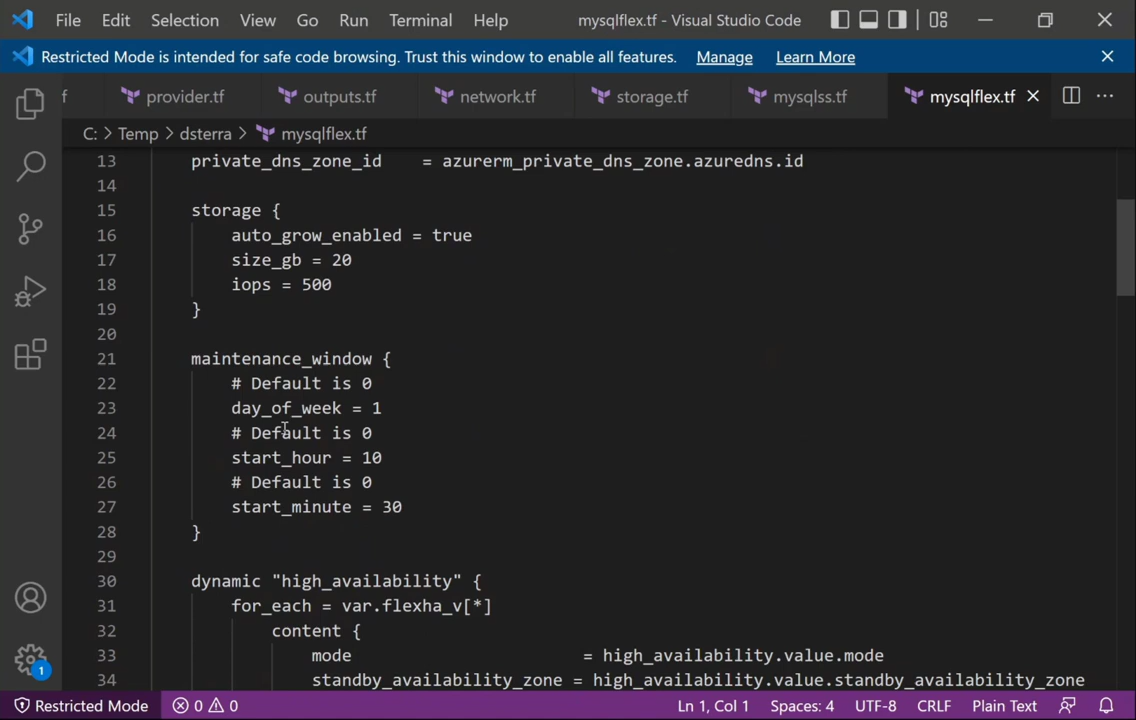 File Edit Selection View Go Run Terminal Help mysqlflex.tf - Visual Studio Code
Restricted Mode is intended for safe code browsing. Trust this window to enable all features. Manage Learn More
f provider.tf outputs.tf network.tf storage.tf mysqlss.tf mysqlflex.tf
C: > Temp > dsterra > mysqlflex.tf
13 private_dns_zone_id = azurerm_private_dns_zone.azuredns.id
14
15 storage {
16 auto_grow_enabled = true
17 size_gb = 20
18 iops = 500
19 }
20
21 maintenance_window {
22 # Default is 0
23 day_of_week = 1
24 # Default is 0
25 start_hour = 10
26 # Default is 0
27 start_minute = 30
28 }
29
30 dynamic "high_availability" {
31 for_each = var.flexha_v[*]
32 content {
33 mode = high_availability.value.mode
34 standby_availability_zone = high_availability.value.standby_availability_zone
1 Restricted Mode 0 0 Ln 1, Col 1 Spaces: 4 UTF-8 CRLF Plain Text